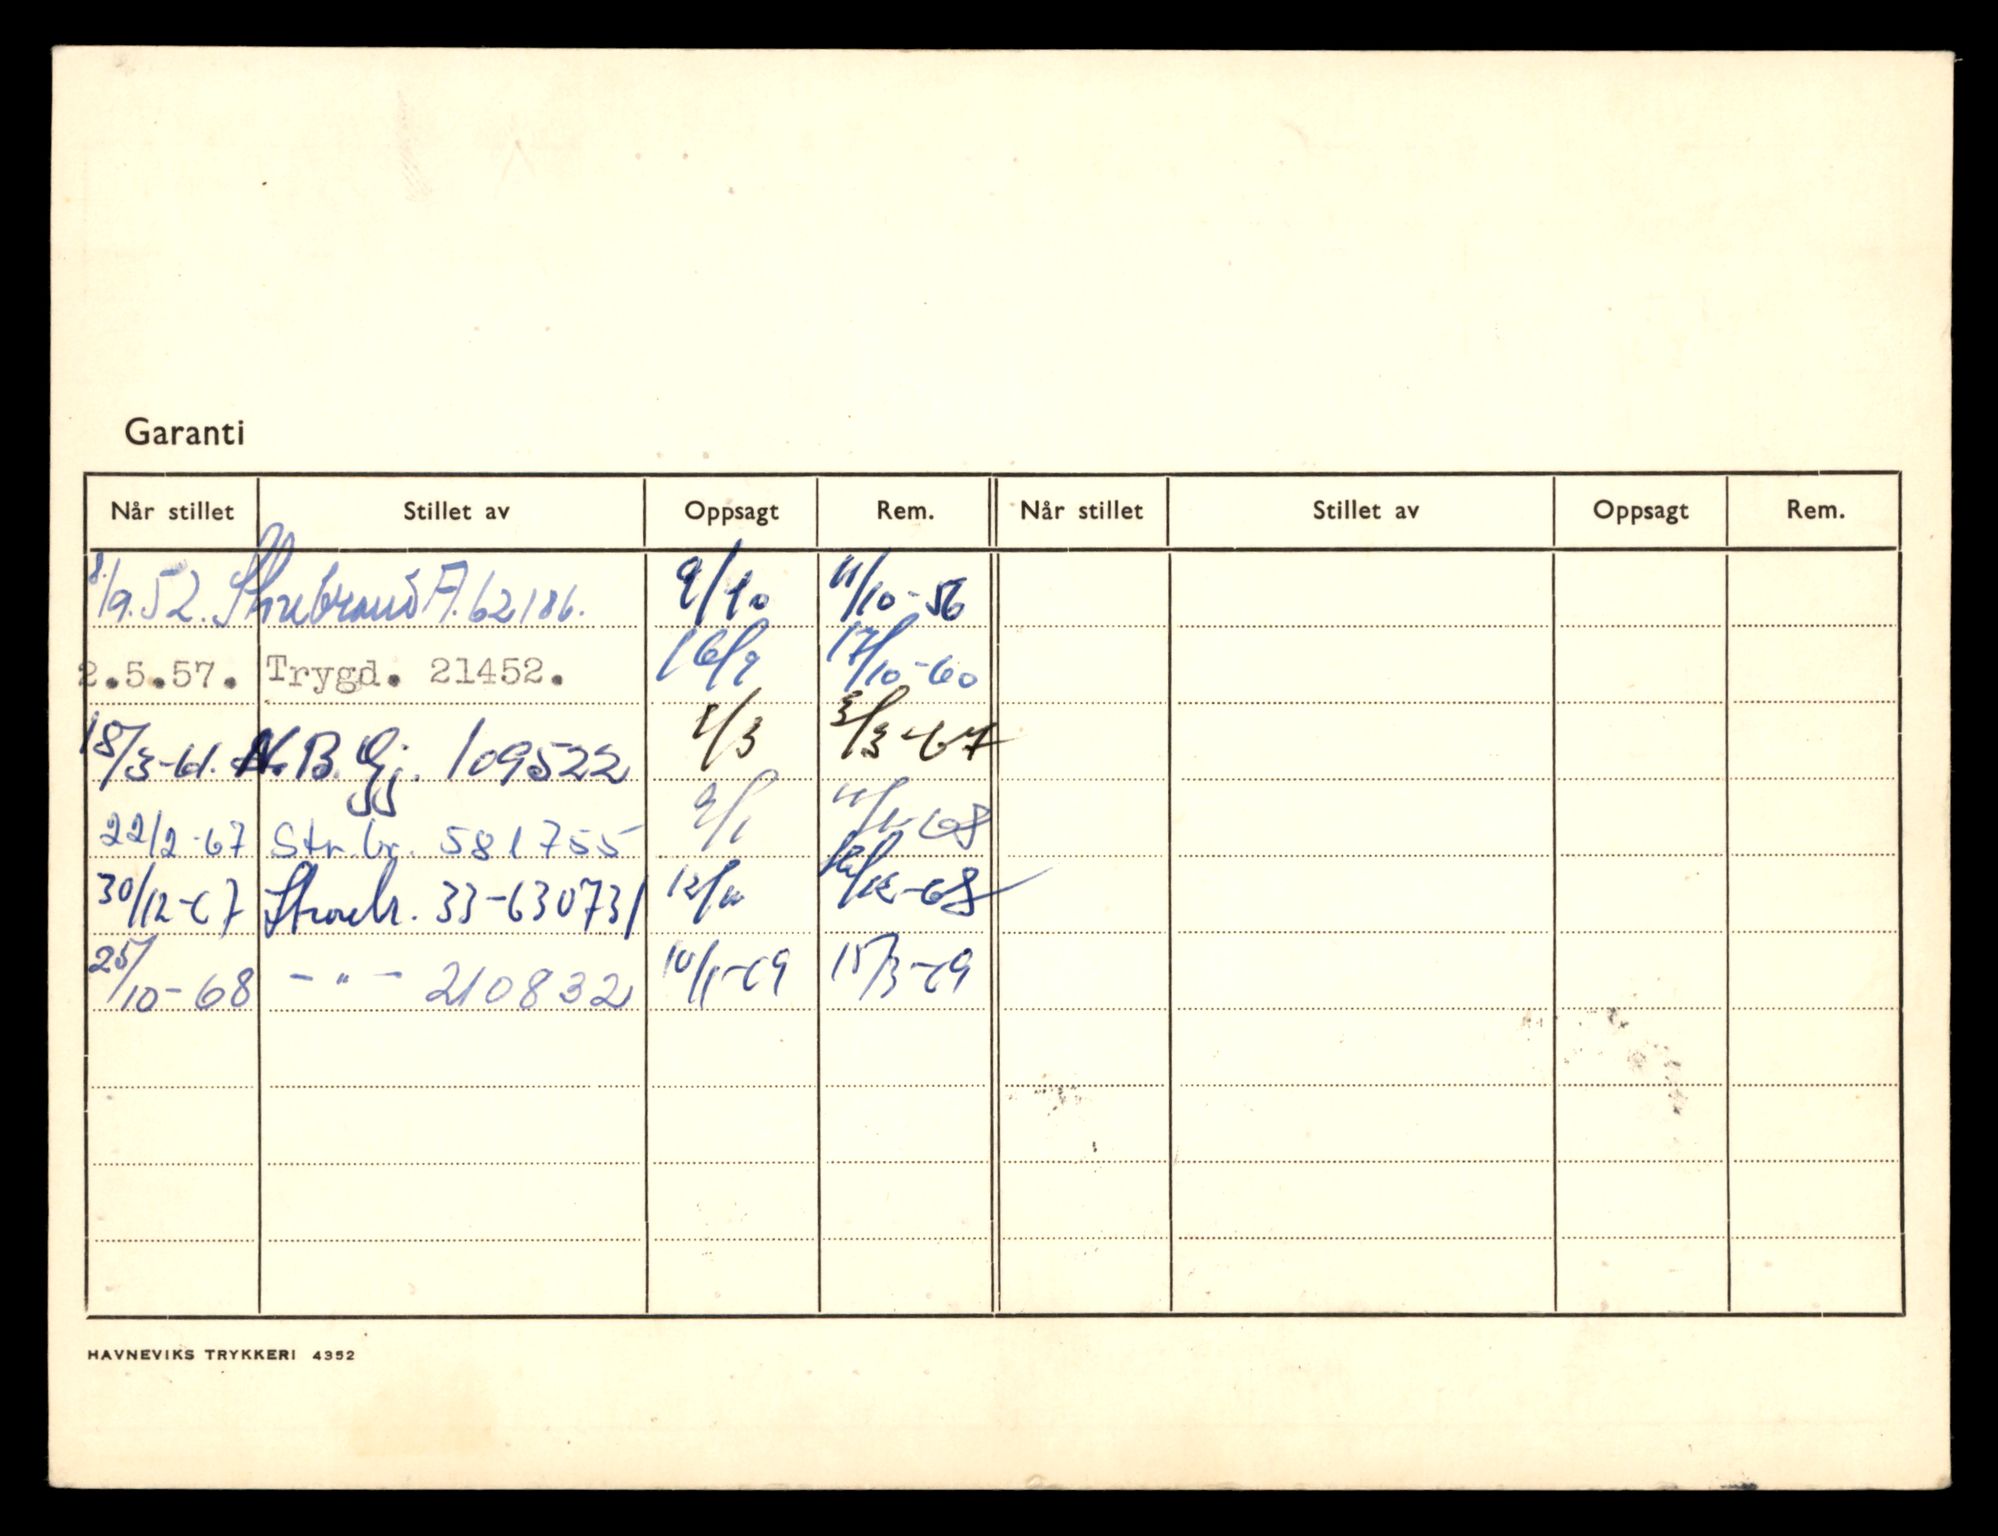 Garanti
Når stillet Stillet av Oppsagt Rem. Når stillet Stillet av Oppsagt Rem.
8./9.52. Storebrand A.62186. 9/10 11/10-56
2.5.57. Trygd. 21452. 16/9 17/10-60
18/3-61. N.B.Gj. 109522 1/3 3/3-67
22/2-67 Str.br. 581755 9/1 11/1-68
30/12-67 Storebr. 33-630731 12/11 /12-68
25/10-68 -"- 210832 10/1-69 15/3-69
HAVNEVIKS TRYKKERI 4352